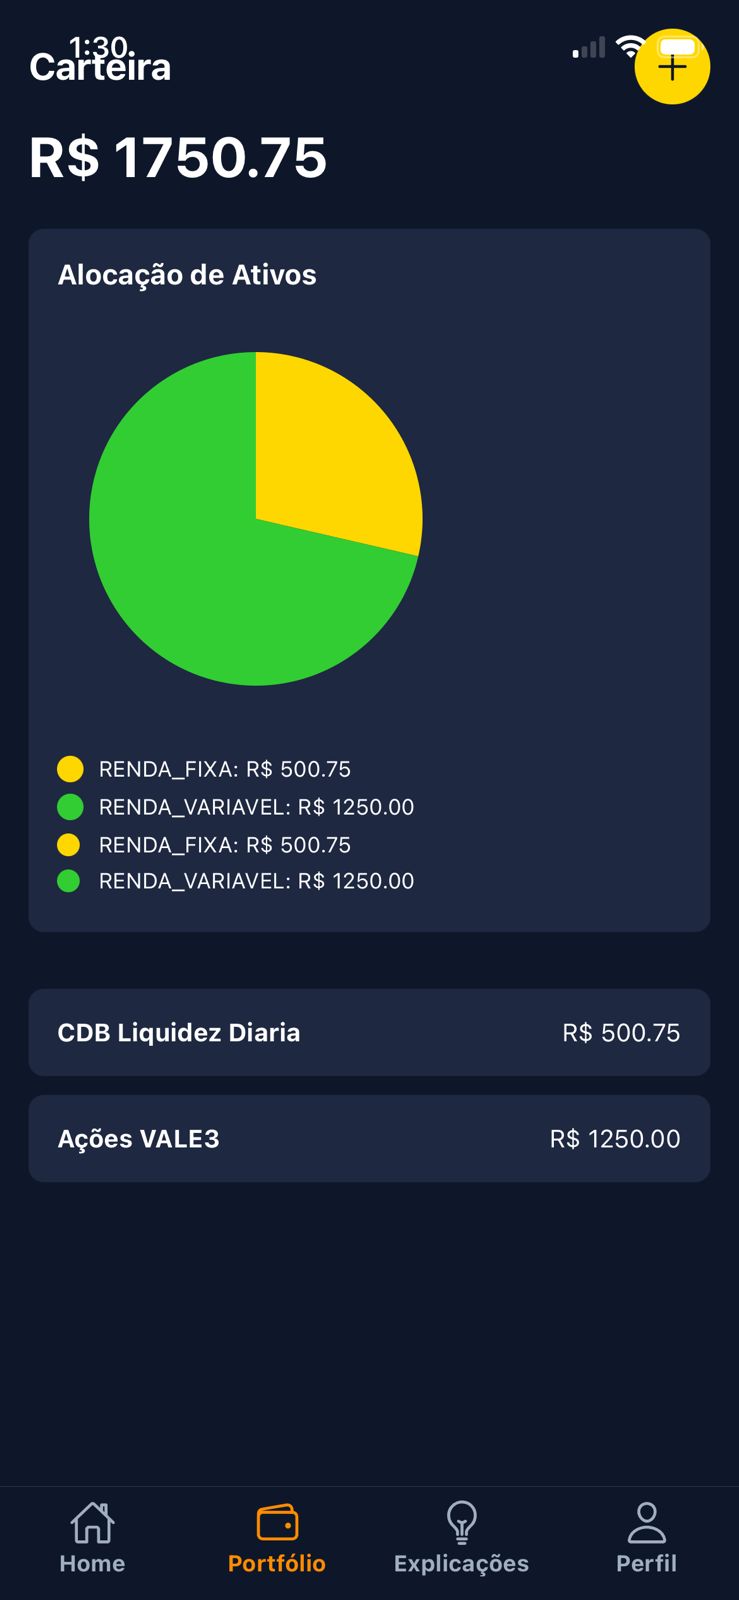 1:30
Carteira
R$ 1750.75
Alocação de Ativos
RENDA_FIXA: R$ 500.75
RENDA_VARIAVEL: R$ 1250.00
RENDA_FIXA: R$ 500.75
RENDA_VARIAVEL: R$ 1250.00
CDB Liquidez Diaria R$ 500.75
Ações VALE3 R$ 1250.00
Home Portfólio Explicações Perfil